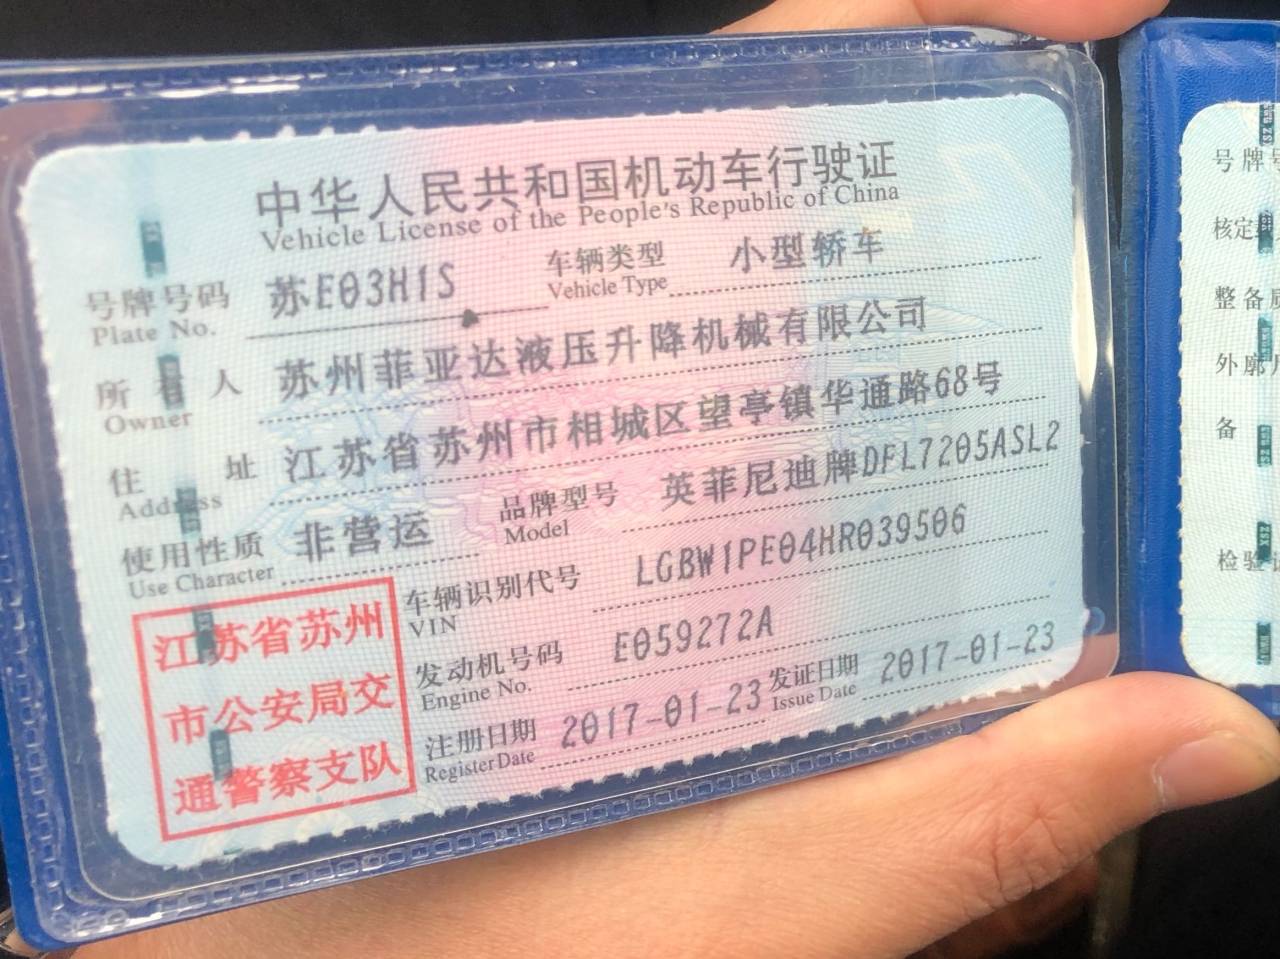 中华人民共和国机动车行驶证
Vehicle License of the People's Republic of China
号牌号码 苏E03H1S 车辆类型 小型轿车
Plate No. Vehicle Type
所有人 苏州菲亚达液压升降机械有限公司
Owner
住址 江苏省苏州市相城区望亭镇华通路68号
Address
使用性质 非营运 品牌型号 英菲尼迪牌DFL7205ASL2
Use Character Model
车辆识别代号 LGBW1PE04HR039506
VIN
发动机号码 E059272A
Engine No.
注册日期 2017-01-23 发证日期 2017-01-23
Register Date Issue Date
江苏省苏州
市公安局交
通警察支队
号牌
核定
整备
外廓
备
检验